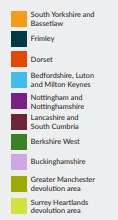 South Yorkshire and
Bassetlaw
Frimley
Dorset
Bedfordshire, Luton
and Milton Keynes
Nottingham and
Nottinghamshire
Lancashire and
South Cumbria
Berkshire West
Buckinghamshire
Greater Manchester
devolution area
Surrey Heartlands
devolution area